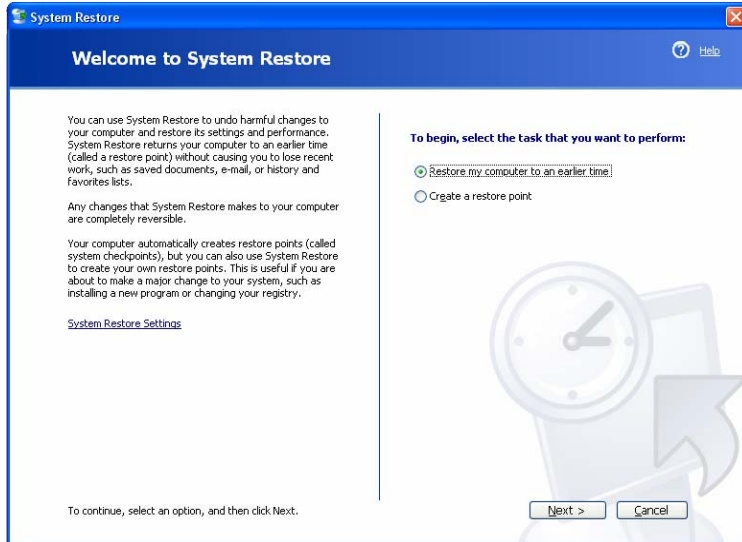 System Restore
Welcome to System Restore
Help
You can use System Restore to undo harmful changes to
your computer and restore its settings and performance.
System Restore returns your computer to an earlier time
(called a restore point) without causing you to lose recent
work, such as saved documents, e-mail, or history and
favorites lists.
Any changes that System Restore makes to your computer
are completely reversible.
Your computer automatically creates restore points (called
system checkpoints), but you can also use System Restore
to create your own restore points. This is useful if you are
about to make a major change to your system, such as
installing a new program or changing your registry.
System Restore Settings
To begin, select the task that you want to perform:
Restore my computer to an earlier time
Create a restore point
To continue, select an option, and then click Next.
Next >
Cancel